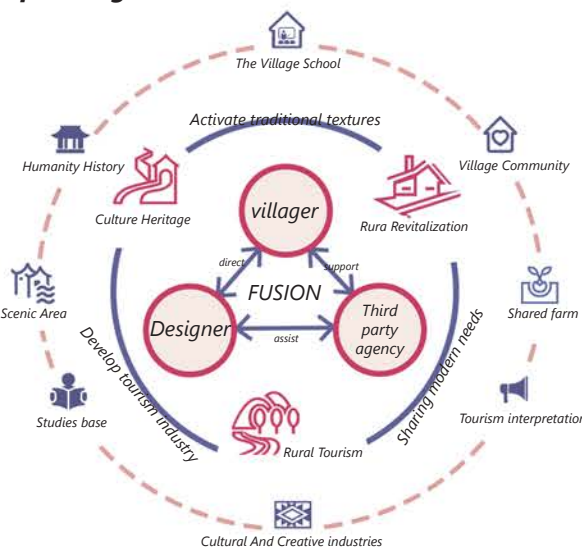 The Village School
Activate traditional textures
Humanity History
Village Community
Culture Heritage
villager
Rura Revitalization
direct
support
FUSION
Scenic Area
Shared farm
Designer
Third
party
agency
assist
Develop tourism industry
Sharing modern needs
Studies base
Tourism interpretation
Rural Tourism
Cultural And Creative industries